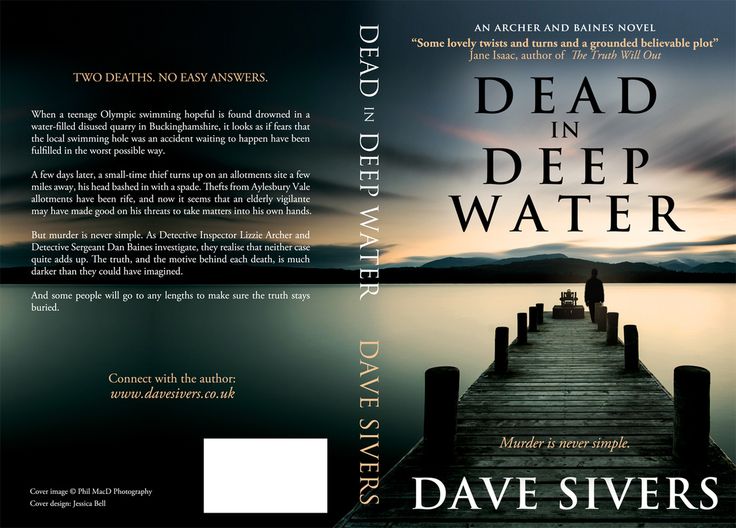 TWO DEATHS. NO EASY ANSWERS.
When a teenage Olympic swimming hopeful is found drowned in a
water-filled disused quarry in Buckinghamshire, it looks as if fears that
the local swimming hole was an accident waiting to happen have been
fulfilled in the worst possible way.
A few days later, a small-time thief turns up on an allotments site a few
miles away, his head bashed in with a spade. Thefts from Aylesbury Vale
allotments have been rife, and now it seems that an elderly vigilante
may have made good on his threats to take matters into his own hands.
But murder is never simple. As Detective Inspector Lizzie Archer and
Detective Sergeant Dan Baines investigate, they realise that neither case
quite adds up. The truth, and the motive behind each death, is much
darker than they could have imagined.
And some people will go to any lengths to make sure the truth stays
buried.
Connect with the author:
www.davesivers.co.uk
Cover image © Phil MacD Photography
Cover design: Jessica Bell
DEAD IN DEEP WATER DAVE SIVERS
AN ARCHER AND BAINES NOVEL
“Some lovely twists and turns and a grounded believable plot”
Jane Isaac, author of The Truth Will Out
DEAD
IN
DEEP
WATER
Murder is never simple.
DAVE SIVERS